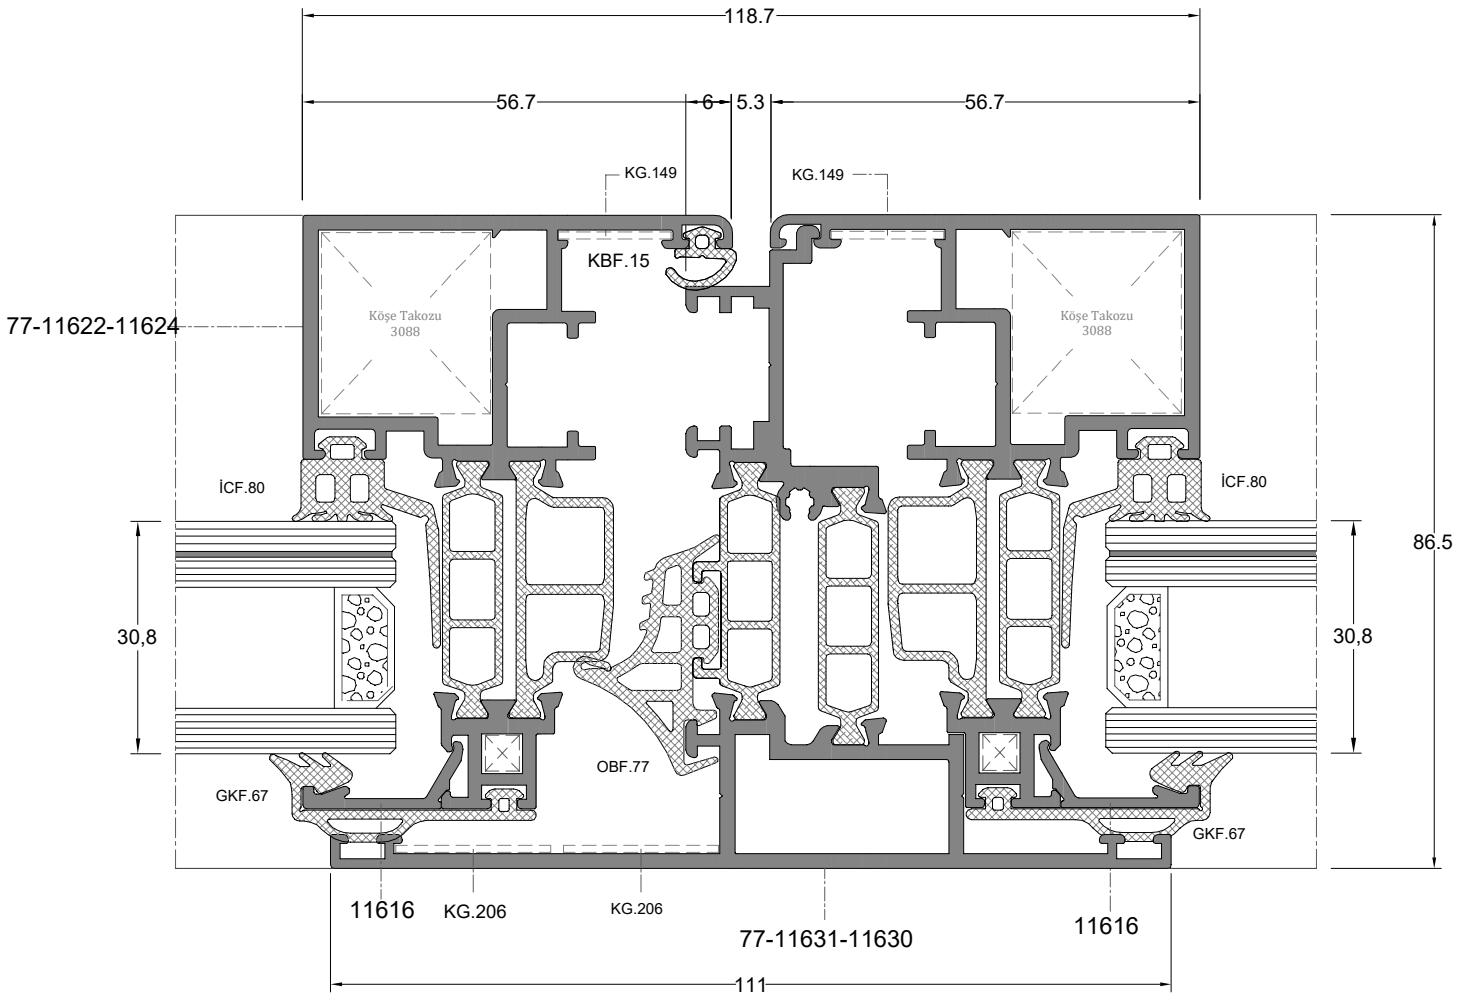 118.7
56.7
6
5.3
56.7
KG.149
KG.149
KBF.15
77-11622-11624
Köşe Takozu
3088
Köşe Takozu
3088
İCF.80
İCF.80
86.5
30,8
30,8
OBF.77
GKF.67
GKF.67
11616
KG.206
KG.206
77-11631-11630
11616
111